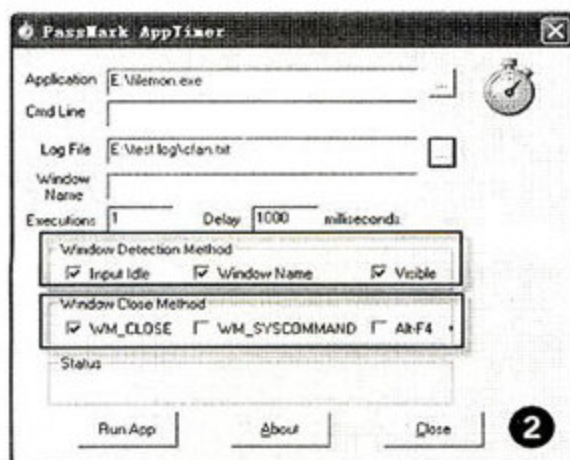 PassMark AppTimer
Application E:\filemon.exe ...
Cmd Line
Log File E:\test log\cfan.txt ...
Window Name
Executions 1 Delay 1000 milliseconds
Window Detection Method
Input Idle Window Name Visible
Window Close Method
WM_CLOSE WM_SYSCOMMAND Alt-F4
Status
Run App About Close
2